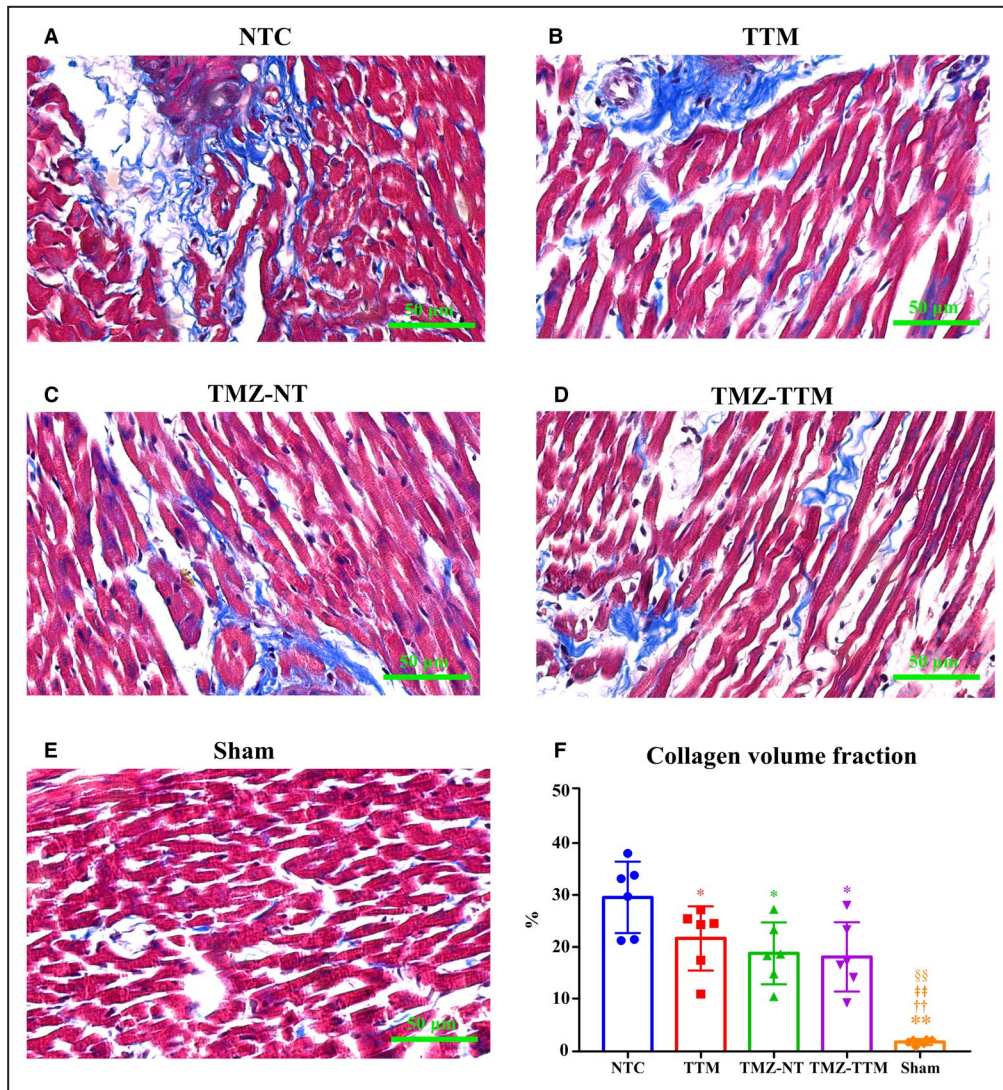 A NTC
B TTM
50 µm
50 µm
C TMZ-NT
D TMZ-TTM
50 µm
50 µm
E Sham
50 µm
F Collagen volume fraction
50
40
30
20
10
0
%
*
*
*
§§
‡‡
††
**
NTC TTM TMZ-NT TMZ-TTM Sham